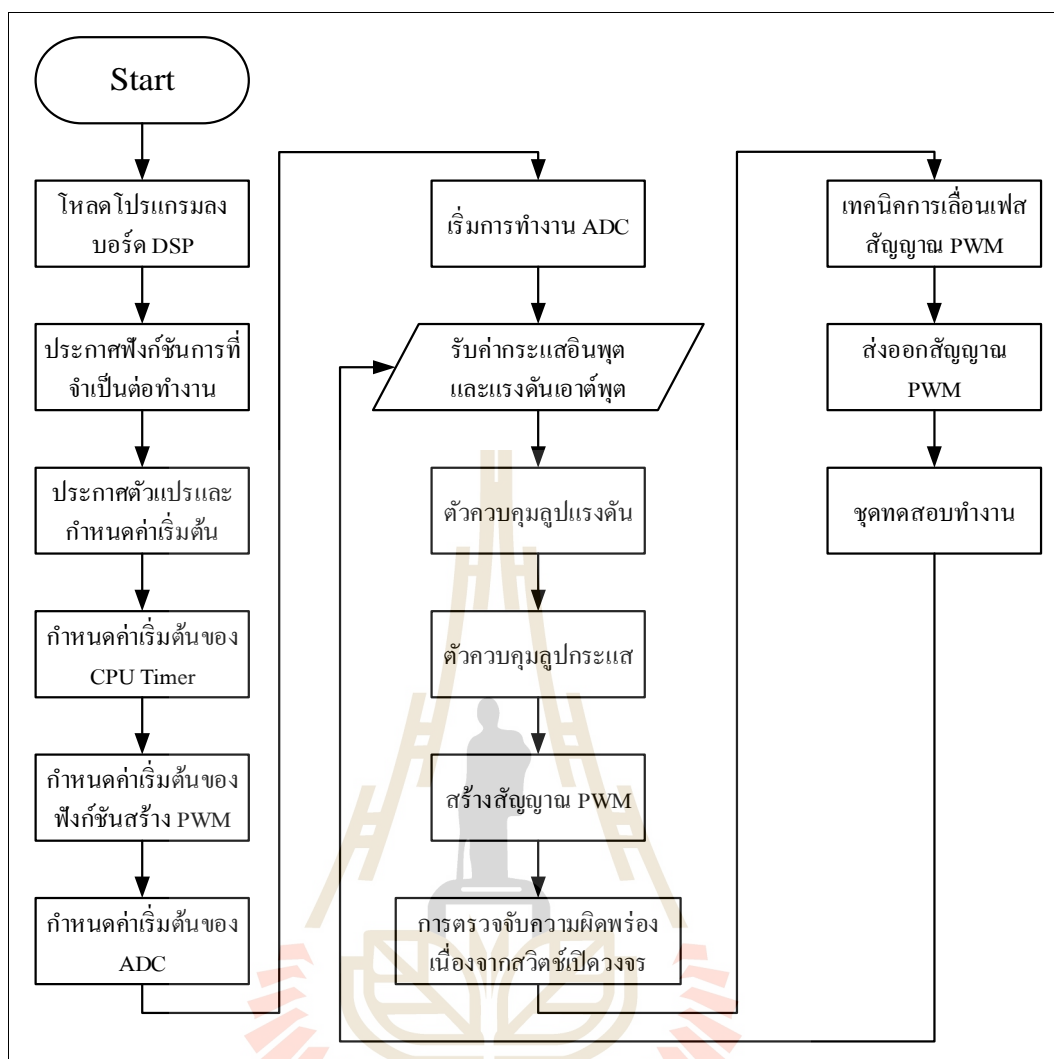 Start
โหลดโปรแกรมลง
บอร์ด DSP
ประกาศฟังก์ชันการที่
จำเป็นต่อทำงาน
ประกาศตัวแปรและ
กำหนดค่าเริ่มต้น
กำหนดค่าเริ่มต้นของ
CPU Timer
กำหนดค่าเริ่มต้นของ
ฟังก์ชันสร้าง PWM
กำหนดค่าเริ่มต้นของ
ADC
เริ่มการทำงาน ADC
รับค่ากระแสอินพุต
และแรงดันเอาต์พุต
ตัวควบคุมลูปแรงดัน
ตัวควบคุมลูปกระแส
สร้างสัญญาณ PWM
การตรวจจับความผิดพร่อง
เนื่องจากสวิตช์เปิดวงจร
เทคนิคการเลื่อนเฟส
สัญญาณ PWM
ส่งออกสัญญาณ
PWM
ชุดทดสอบทำงาน